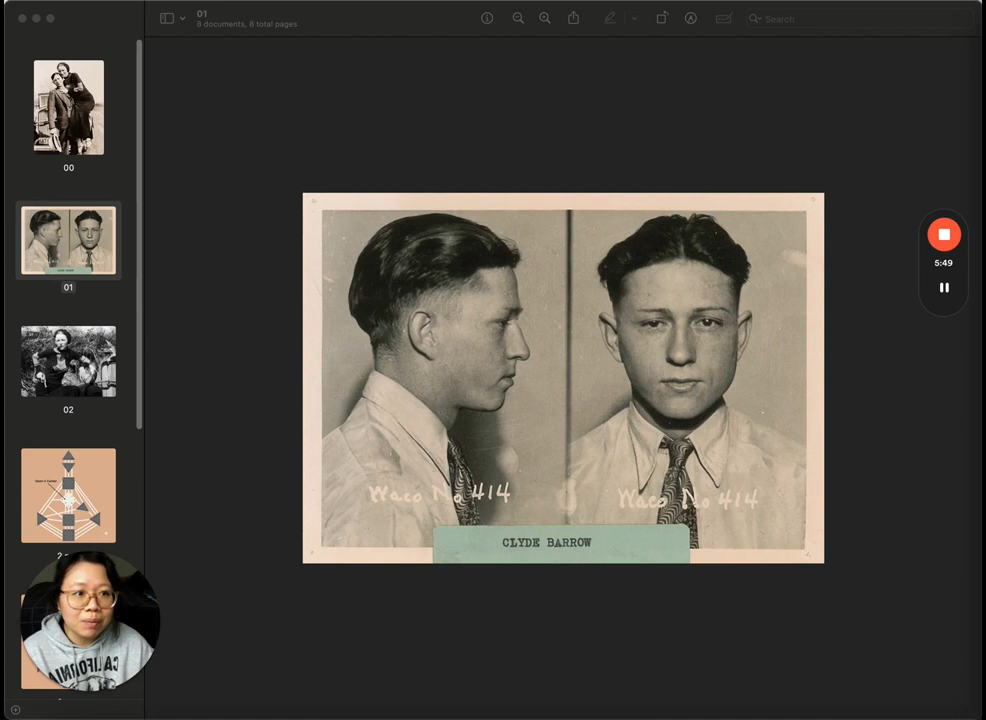 01
8 documents, 8 total pages
Search
00
01
02
Waco No 414
Waco No 414
CLYDE BARROW
5:49
CALIFORNIA